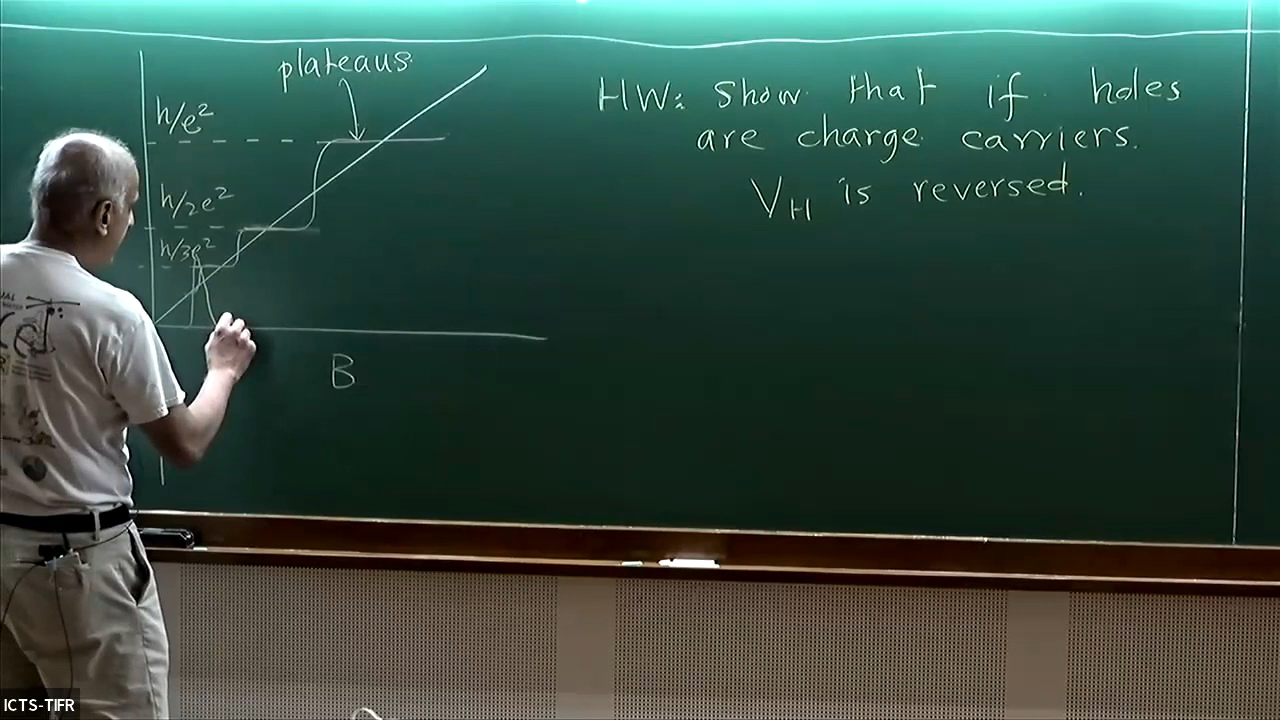 plateaus
h/e²
h/2e²
h/3e²
B
HW: Show that if holes
are charge carriers.
V_H is reversed.
ICTS-TIFR